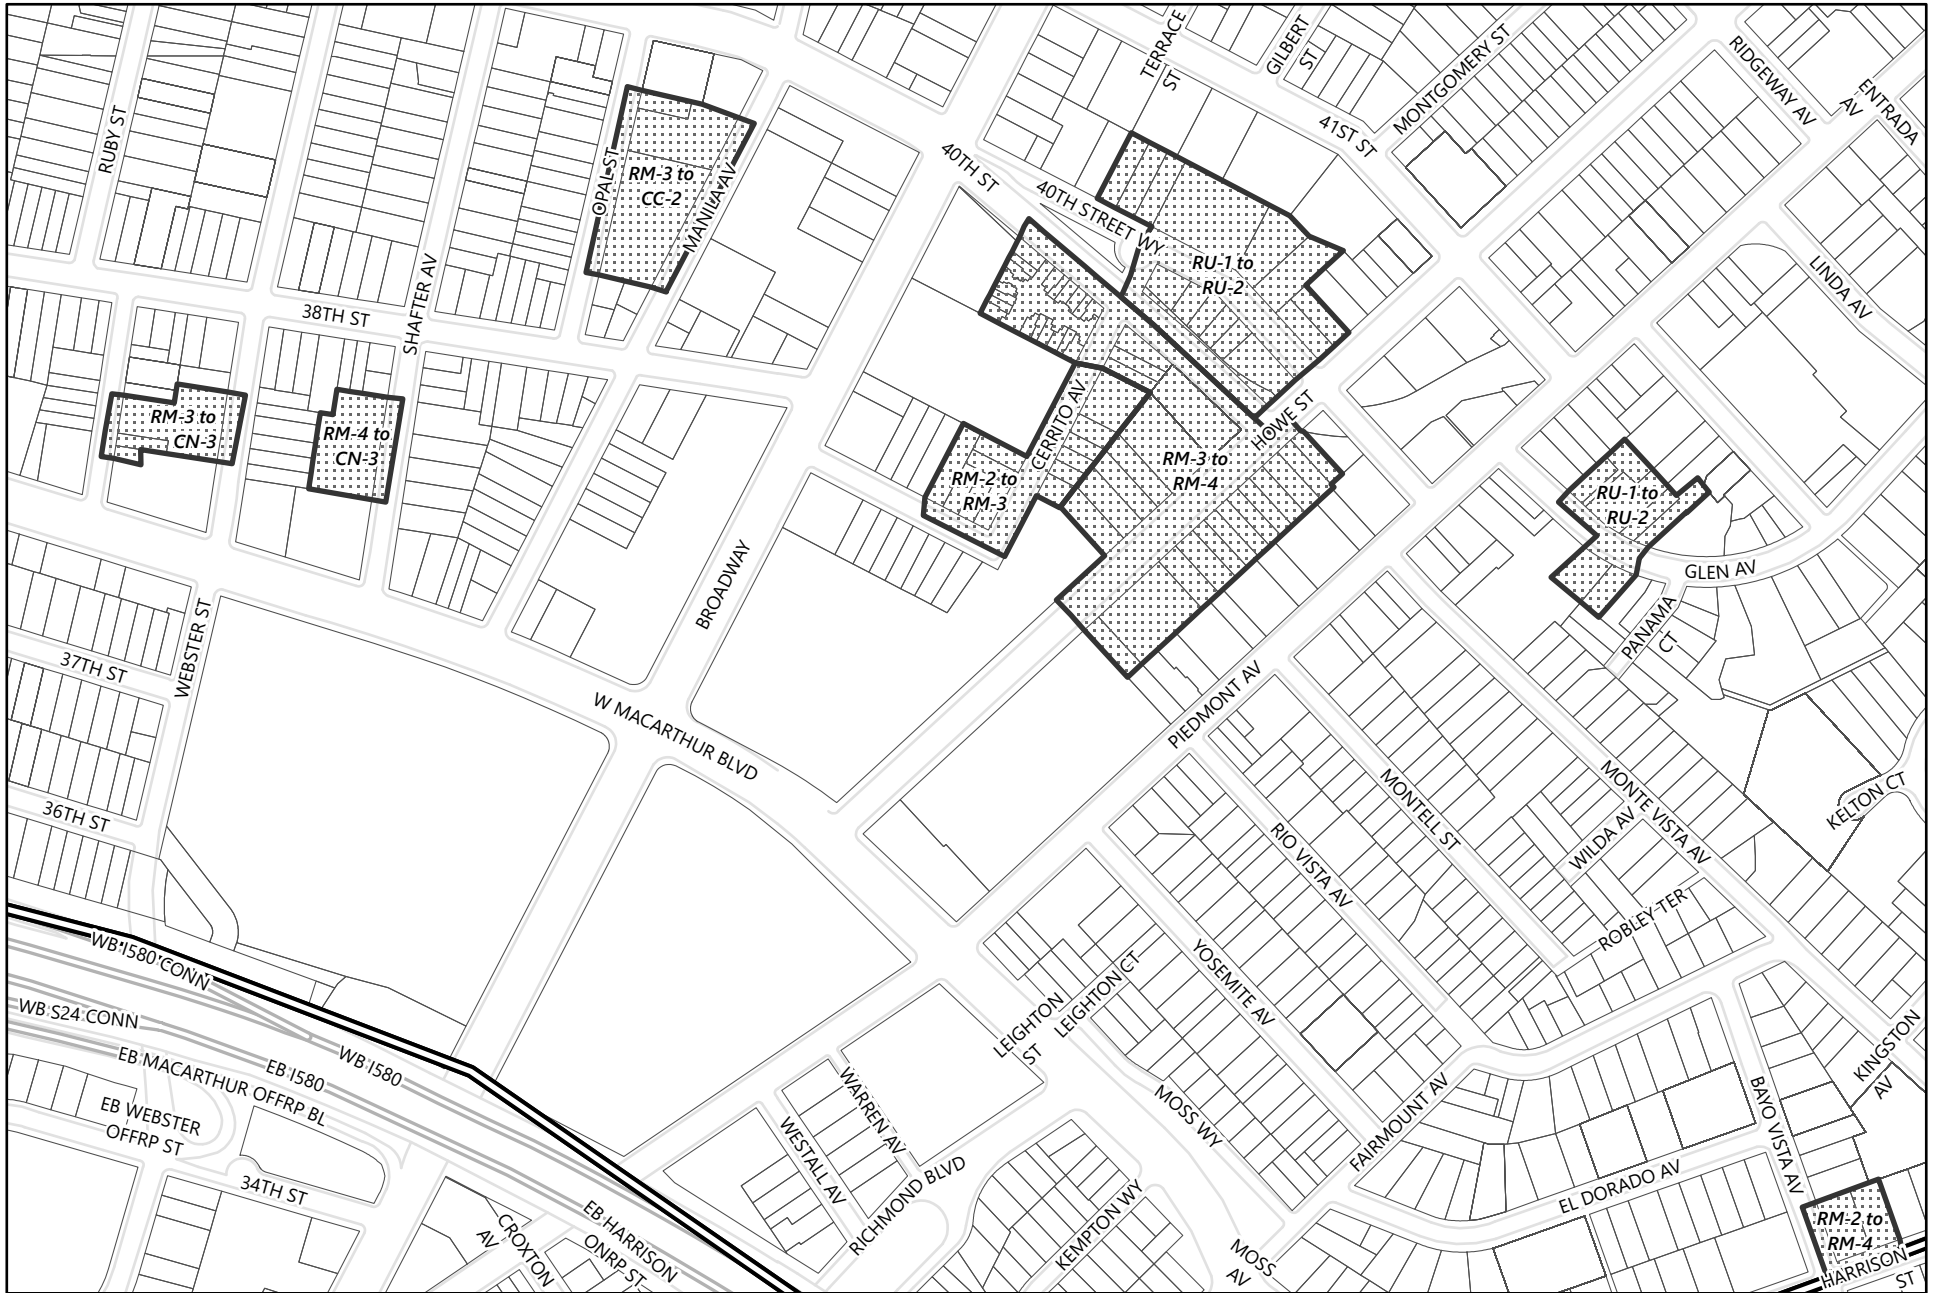 RUBY ST
OPAL ST
RM-3 to
CC-2
MANILA AV
SHAFTER AV
38TH ST
40TH ST
40TH STREET WY
TERRACE
ST
GILBERT
ST
41ST ST
MONTGOMERY ST
RIDGEWAY AV
ENTRADA
AV
LINDA AV
RU-1 to
RU-2
RM-3 to
CN-3
RM-4 to
CN-3
CERRITO AV
HOWE ST
RM-2 to
RM-3
RM-3 to
RM-4
RU-1 to
RU-2
GLEN AV
PANAMA
CT
BROADWAY
WEBSTER ST
37TH ST
36TH ST
W MACARTHUR BLVD
PIEDMONT AV
MONTELL ST
MONTE VISTA AV
WILDA AV
KELTON CT
RIO VISTA AV
ROBLEY TER
YOSEMITE AV
LEIGHTON
ST
LEIGHTON CT
WB I580 CONN
WB S24 CONN
WB I580
EB I580
EB MACARTHUR OFFRP BL
EB WEBSTER
OFFRP ST
34TH ST
CROXTON
AV
EB HARRISON
ONRP ST
WARREN AV
WESTALL AV
RICHMOND BLVD
KEMPTON WY
MOSS WY
MOSS
AV
FAIRMOUNT AV
EL DORADO AV
BAYO VISTA AV
KINGSTON
AV
RM-2 to
RM-4
HARRISON
ST